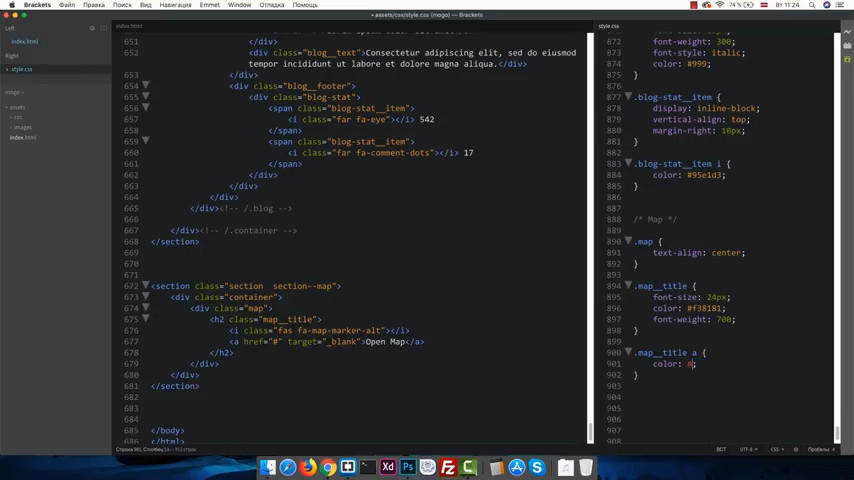 Brackets Файл Правка Поиск Вид Навигация Emmet Window Отладка Помощь
74 % Вт 11:24
• assets/css/style.css (mogo) — Brackets
Left
index.html
Right
style.css
mogo
assets
css
images
index.html
index.html
651 </div>
652 <div class="blog__text">Consectetur adipiscing elit, sed do eiusmod
tempor incididunt ut labore et dolore magna aliqua.</div>
653 </div>
654 <div class="blog__footer">
655 <div class="blog-stat">
656 <span class="blog-stat__item">
657 <i class="far fa-eye"></i> 542
658 </span>
659 <span class="blog-stat__item">
660 <i class="far fa-comment-dots"></i> 17
661 </span>
662 </div>
663 </div>
664 </div>
665 </div><!-- /.blog -->
666
667 </div><!-- /.container -->
668 </section>
669
670
671
672 <section class="section  section--map">
673 <div class="container">
674 <div class="map">
675 <h2 class="map__title">
676 <i class="fas fa-map-marker-alt"></i>
677 <a href="#" target="_blank">Open Map</a>
678 </h2>
679 </div>
680 </div>
681 </section>
682
683
684
685 </body>
686 </html>
style.css
872
873 font-weight: 300;
874 font-style: italic;
874 color: #999;
875 }
876
877 .blog-stat__item {
878 display: inline-block;
879 vertical-align: top;
880 margin-right: 10px;
881 }
882
883 .blog-stat__item i {
884 color: #95e1d3;
885 }
886
887
888 /* Map */
889
890 .map {
891 text-align: center;
892 }
893
894 .map__title {
895 font-size: 24px;
896 color: #f38181;
897 font-weight: 700;
898 }
899
900 .map__title a {
901 color: #;
902 }
903
904
905
906
907
908
ВСТ UTF-8 CSS Пробелы: 4